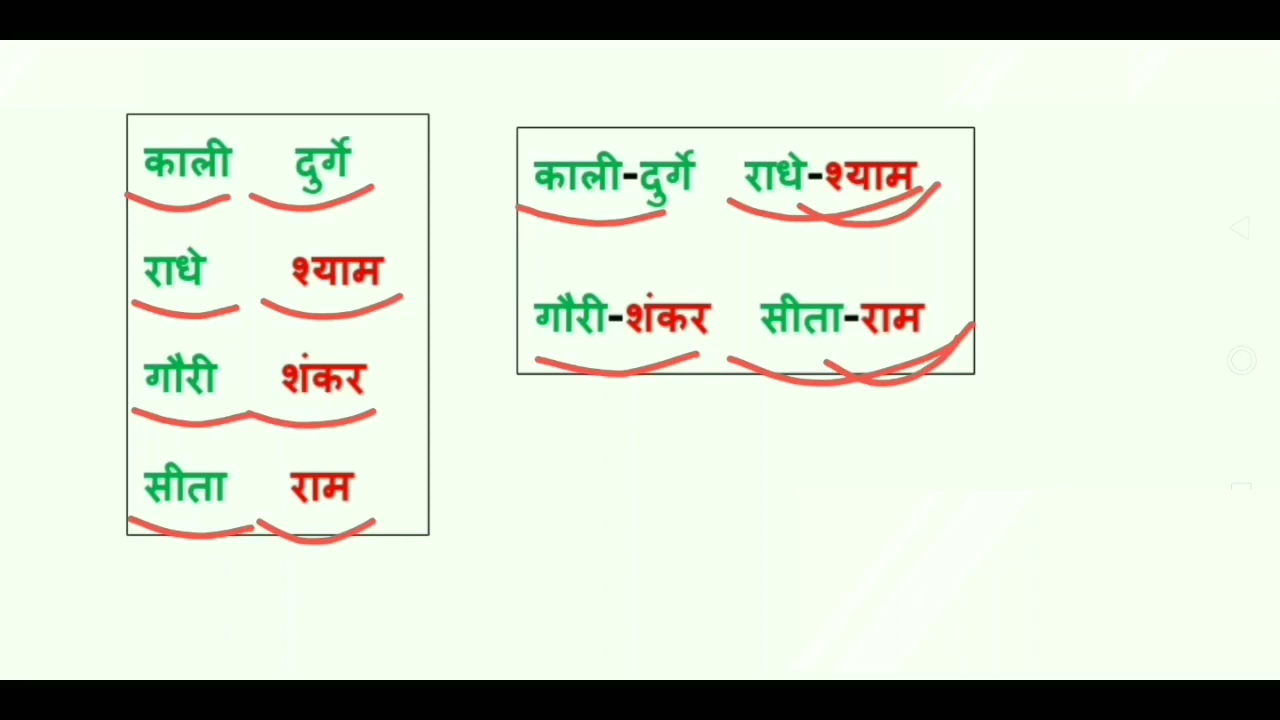 काली दुर्गे
राधे श्याम
गौरी शंकर
सीता राम
काली-दुर्गे राधे-श्याम
गौरी-शंकर सीता-राम